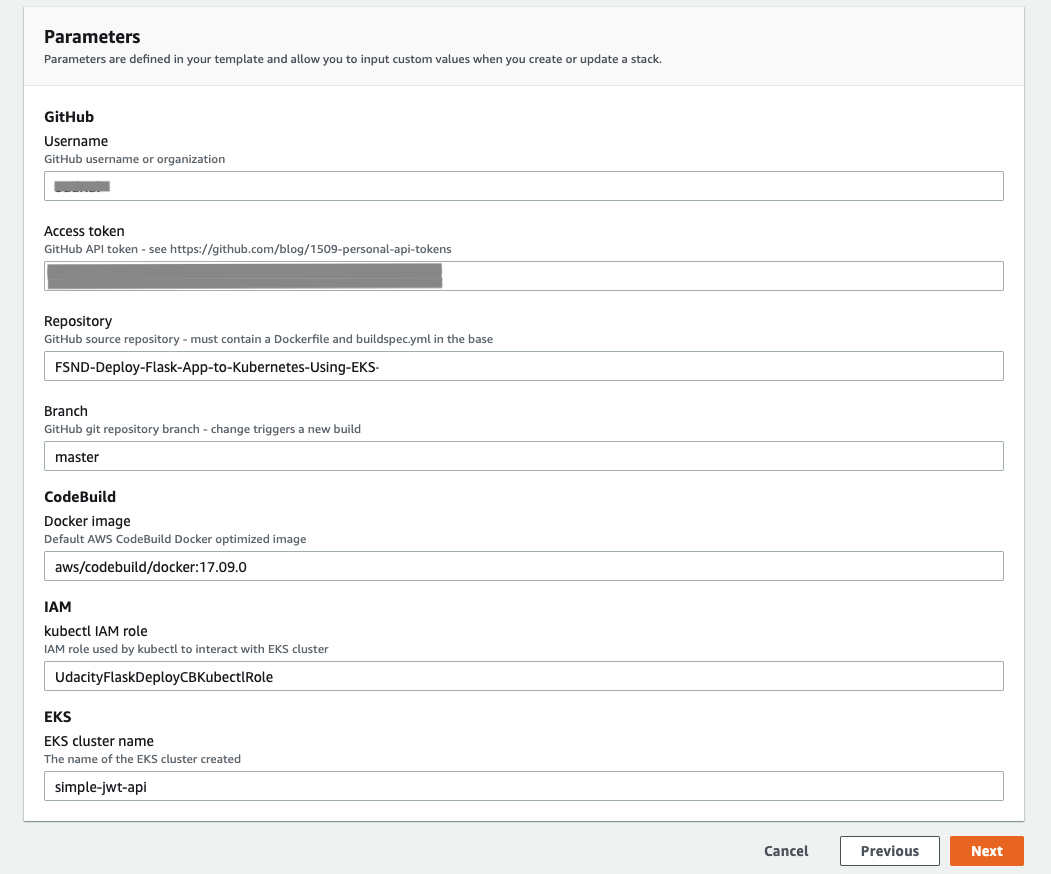 Parameters
Parameters are defined in your template and allow you to input custom values when you create or update a stack.
GitHub
Username
GitHub username or organization
Access token
GitHub API token - see https://github.com/blog/1509-personal-api-tokens
Repository
GitHub source repository - must contain a Dockerfile and buildspec.yml in the base
FSND-Deploy-Flask-App-to-Kubernetes-Using-EKS-
Branch
GitHub git repository branch - change triggers a new build
master
CodeBuild
Docker image
Default AWS CodeBuild Docker optimized image
aws/codebuild/docker:17.09.0
IAM
kubectl IAM role
IAM role used by kubectl to interact with EKS cluster
UdacityFlaskDeployCBKubectlRole
EKS
EKS cluster name
The name of the EKS cluster created
simple-jwt-api
Cancel Previous Next